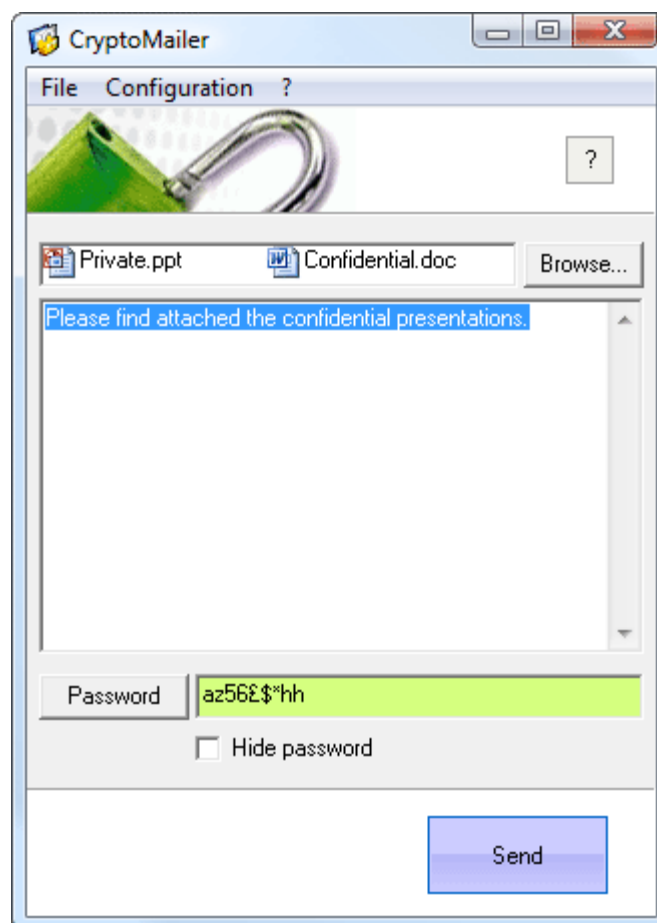 CryptoMailer
File Configuration ?
?
Private.ppt Confidential.doc Browse...
Please find attached the confidential presentations.
Password az56£$*hh
Hide password
Send